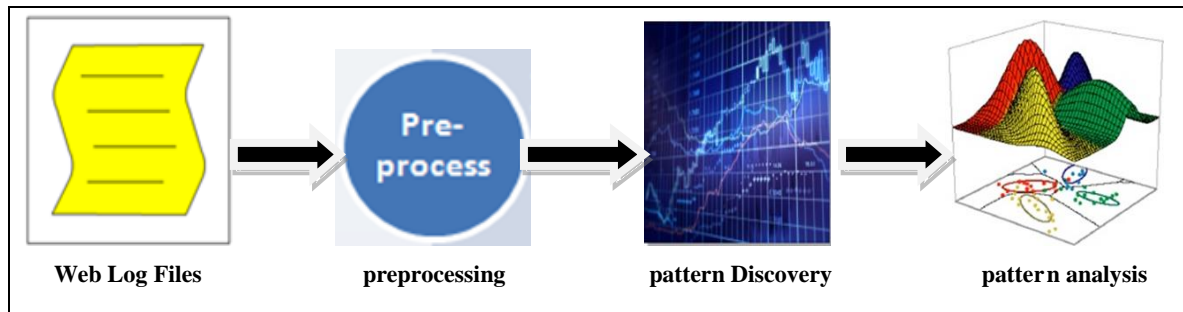 Pre-
process
Web Log Files
preprocessing
pattern Discovery
pattern analysis